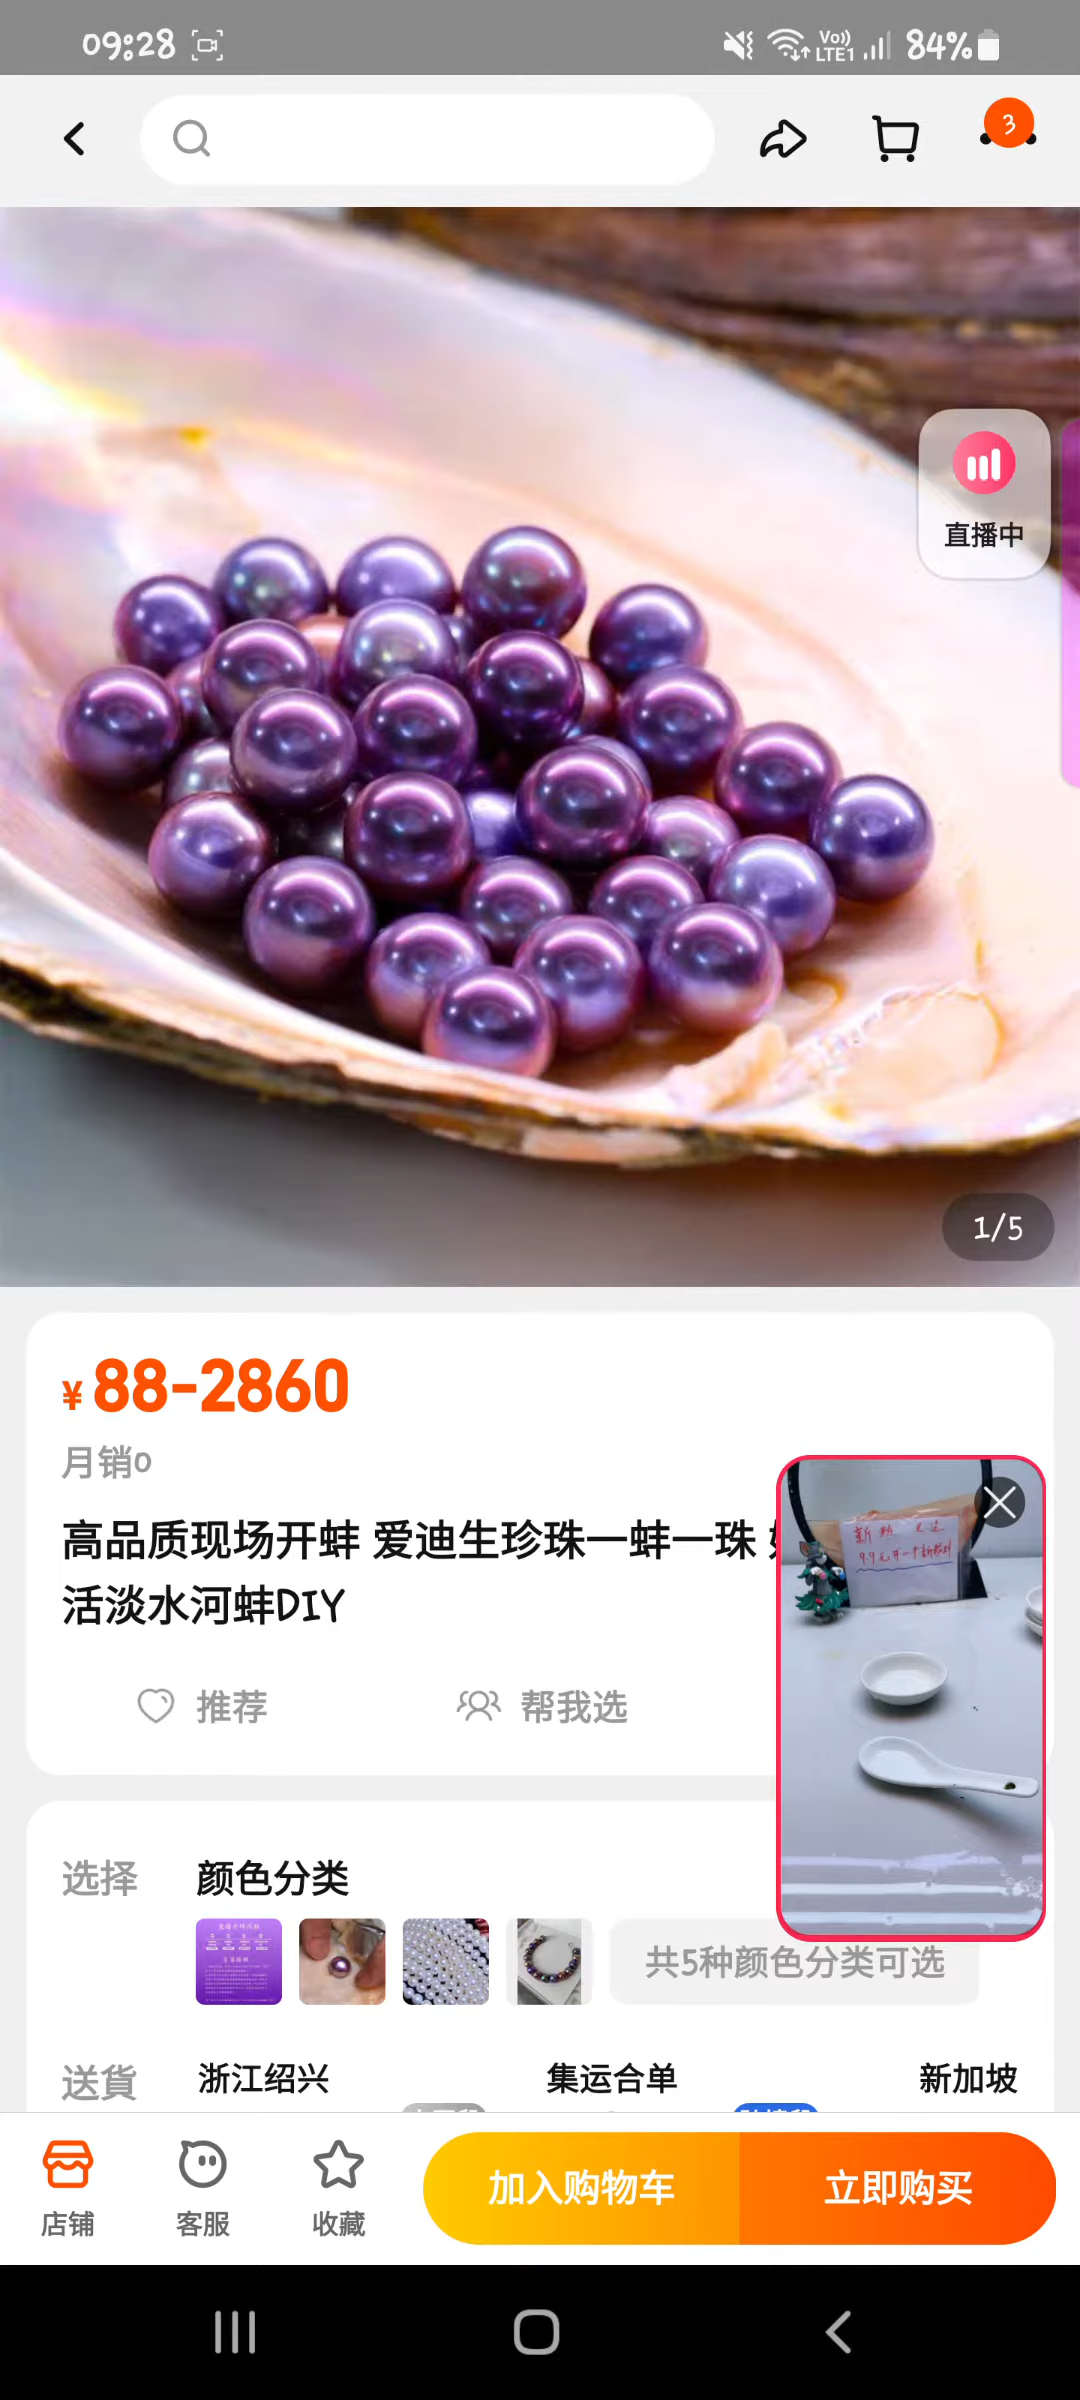 09:28
Vo))
LTE1
84%
3
直播中
1/5
¥88-2860
月销0
高品质现场开蚌 爱迪生珍珠一蚌一珠
活淡水河蚌DIY
推荐
帮我选
选择
颜色分类
共5种颜色分类可选
送貨
浙江绍兴
集运合单
新加坡
店铺
客服
收藏
加入购物车
立即购买